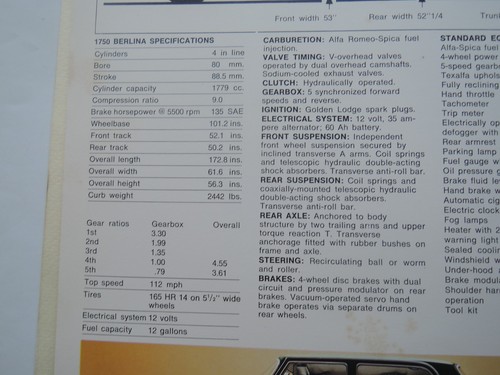 Front width 53" Rear width 52"1/4
1750 BERLINA SPECIFICATIONS
Cylinders 4 in line
Bore 80 mm.
Stroke 88.5 mm.
Cylinder capacity 1779 cc.
Compression ratio 9.0
Brake horsepower @ 5500 rpm 135 SAE
Wheelbase 101.2 ins.
Front track 52.1 ins.
Rear track 50.2 ins.
Overall length 172.8 ins.
Overall width 61.6 ins.
Overall height 56.3 ins.
Curb weight 2442 lbs.
Gear ratios Gearbox Overall
1st 3.30
2nd 1.99
3rd 1.35
4th 1.00 4.55
5th .79 3.61
Top speed 112 mph
Tires 165 HR 14 on 5½" wide
wheels
Electrical system 12 volts
Fuel capacity 12 gallons
CARBURETION: Alfa Romeo-Spica fuel
injection.
VALVE TIMING: V-overhead valves
operated by dual overhead camshafts.
Sodium-cooled exhaust valves.
CLUTCH: Hydraulically operated.
GEARBOX: 5 synchronized forward
speeds and reverse.
IGNITION: Golden Lodge spark plugs.
ELECTRICAL SYSTEM: 12 volt, 35 am-
pere alternator; 60 Ah battery.
FRONT SUSPENSION: Independent
front wheel suspension secured by
inclined transverse A arms. Coil springs
and telescopic hydraulic double-acting
shock absorbers. Transverse anti-roll bar.
REAR SUSPENSION: Coil springs and
coaxially-mounted telescopic hydraulic
double-acting shock absorbers.
Transverse anti-roll bar.
REAR AXLE: Anchored to body
structure by two trailing arms and upper
torque reaction T. Transverse
anchorage fitted with rubber bushes on
frame and axle.
STEERING: Recirculating ball or worm
and roller.
BRAKES: 4-wheel disc brakes with dual
circuit and pressure modulator on rear
brakes. Vacuum-operated servo hand
brake operates via separate drums on
rear wheels.
STANDARD EQ
Alfa-Spica fuel
4-wheel power
5-speed gearb
Texalfa uphols
Fully reclining
Hand throttle
Tachometer
Trip meter
Electrically op
defogger with
Rear armrest
Parking lamp
Fuel gauge w
Oil pressure g
Brake fluid le
Hand brake w
Automatic cig
Electric clock
Fog lamps
Heater with 2
warning light
Sealed coolin
Windshield w
Under-hood
Brake modula
Shoulder har
operation
Tool kit